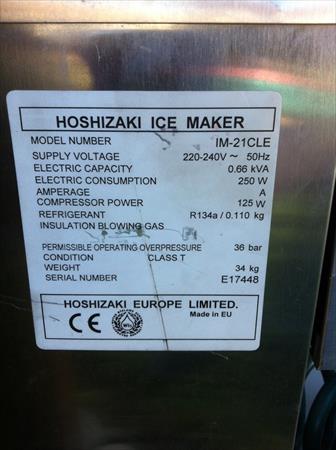 HOSHIZAKI ICE MAKER
MODEL NUMBER IM-21CLE
SUPPLY VOLTAGE 220-240V ~ 50Hz
ELECTRIC CAPACITY 0.66 kVA
ELECTRIC CONSUMPTION 250 W
AMPERAGE A
COMPRESSOR POWER 125 W
REFRIGERANT R134a / 0.110 kg
INSULATION BLOWING GAS
PERMISSIBLE OPERATING OVERPRESSURE 36 bar
CONDITION CLASS T
WEIGHT 34 kg
SERIAL NUMBER E17448
HOSHIZAKI EUROPE LIMITED.
CE Made in EU